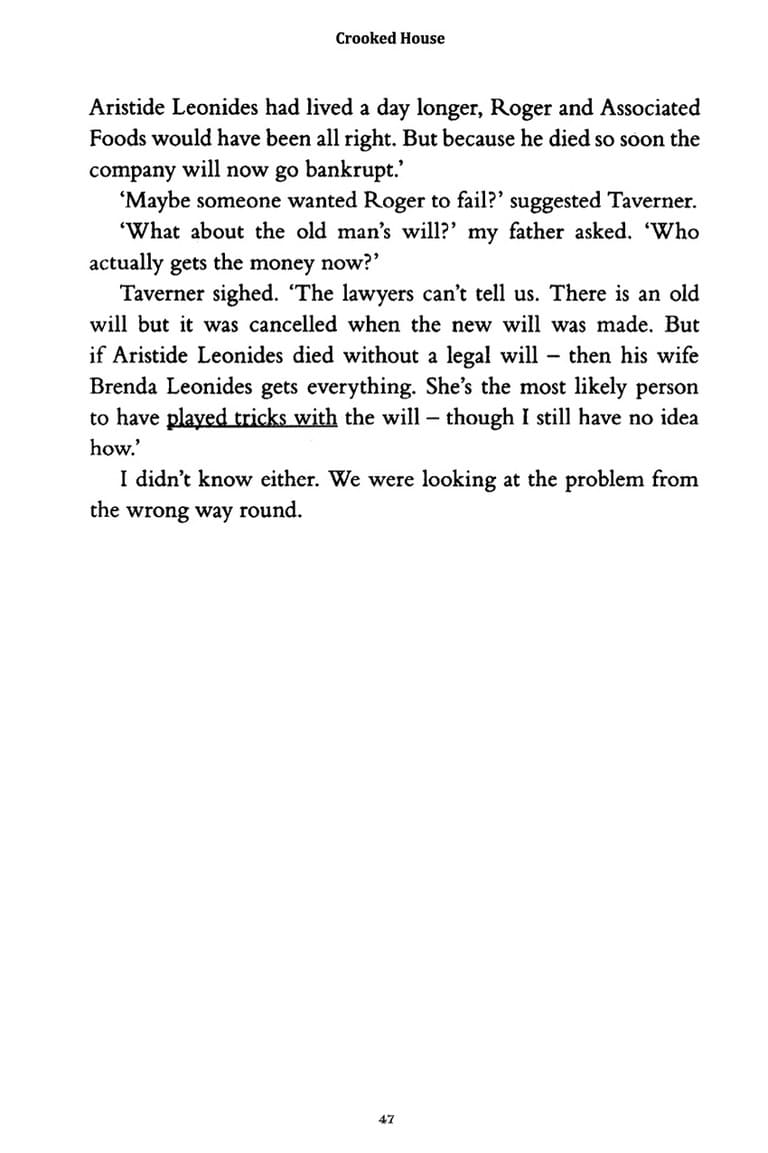 Crooked House
Aristide Leonides had lived a day longer, Roger and Associated
Foods would have been all right. But because he died so soon the
company will now go bankrupt.’
‘Maybe someone wanted Roger to fail?’ suggested Taverner.
‘What about the old man’s will?’ my father asked. ‘Who
actually gets the money now?’
Taverner sighed. ‘The lawyers can’t tell us. There is an old
will but it was cancelled when the new will was made. But
if Aristide Leonides died without a legal will – then his wife
Brenda Leonides gets everything. She’s the most likely person
to have played tricks with the will – though I still have no idea
how.’
I didn’t know either. We were looking at the problem from
the wrong way round.
47